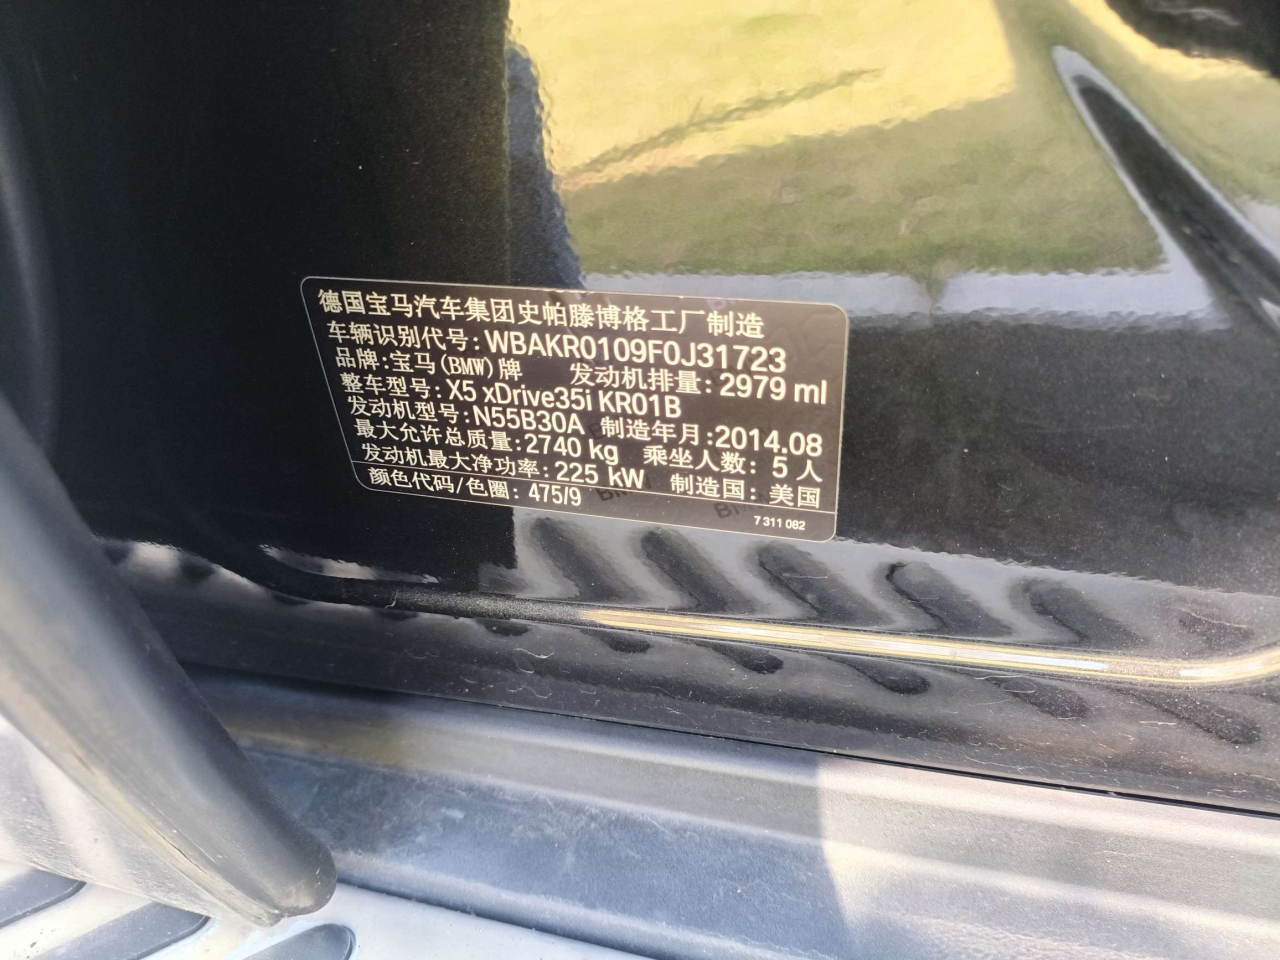 德国宝马汽车集团史帕滕博格工厂制造
车辆识别代号: WBAKR0109F0J31723
品牌: 宝马(BMW)牌 发动机排量: 2979 ml
整车型号: X5 xDrive35i KR01B
发动机型号: N55B30A 制造年月: 2014.08
最大允许总质量: 2740 kg 乘坐人数: 5 人
发动机最大净功率: 225 kW 制造国: 美国
颜色代码/色圈: 475/9
7 311 082